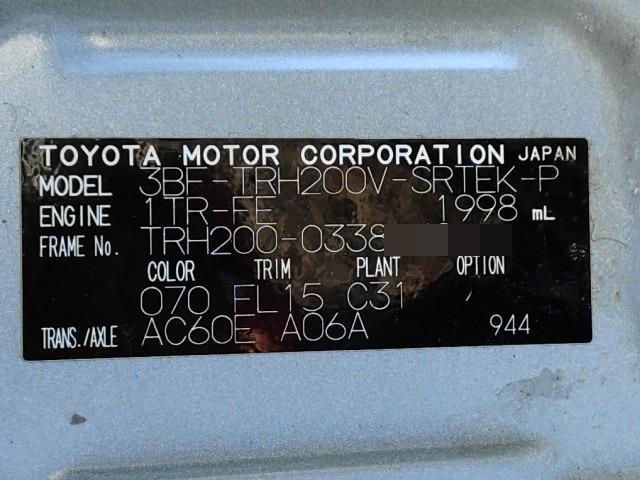 TOYOTA MOTOR CORPORATION JAPAN
MODEL 3BF-TRH200V-SRTEK-P
ENGINE 1TR-FE 1998 mL
FRAME No. TRH200-0338
COLOR TRIM PLANT OPTION
070 FL15 C31
TRANS./AXLE AC60E A06A 944